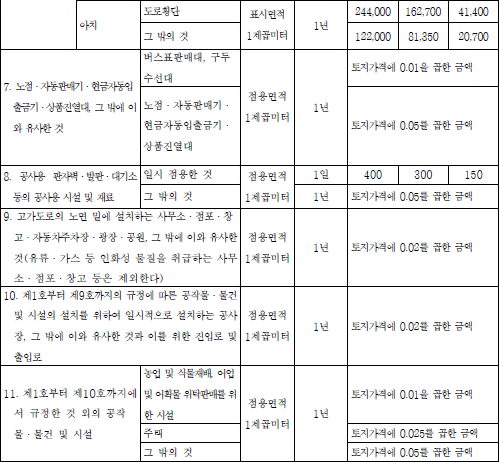 아치
도로횡단
표시면적
1제곱미터
1년
244,000
162,700
41,400
그 밖의 것
122,000
81,350
20,700
7. 노점·자동판매기·현금자동입
출금기·상품진열대, 그 밖에 이
와 유사한 것
버스표판매대, 구두
수선대
점용면적
1제곱미터
1년
토지가격에 0.01을 곱한 금액
노점·자동판매기·
현금자동입출금기·
상품진열대
토지가격에 0.05를 곱한 금액
8. 공사용 판자벽·발판·대기소
등의 공사용 시설 및 재료
일시 점용한 것
점용면적
1제곱미터
1일
400
300
150
그 밖의 것
1년
토지가격에 0.05를 곱한 금액
9. 고가도로의 노면 밑에 설치하는 사무소·점포·창
고·자동차주차장·광장·공원, 그 밖에 이와 유사한
것(유류·가스 등 인화성 물질을 취급하는 사무
소·점포·창고 등은 제외한다)
점용면적
1제곱미터
1년
토지가격에 0.02를 곱한 금액
10. 제1호부터 제9호까지의 규정에 따른 공작물·물건
및 시설의 설치를 위하여 일시적으로 설치하는 공사
장, 그 밖에 이와 유사한 것과 이를 위한 진입로 및
출입로
점용면적
1제곱미터
1년
토지가격에 0.02를 곱한 금액
11. 제1호부터 제10호까지에
서 규정한 것 외의 공작
물·물건 및 시설
농업 및 식물재배, 어업
및 어획물 위탁판매를 위
한 시설
점용면적
1제곱미터
1년
토지가격에 0.01을 곱한 금액
주택
토지가격에 0.025를 곱한 금액
그 밖의 것
토지가격에 0.05를 곱한 금액